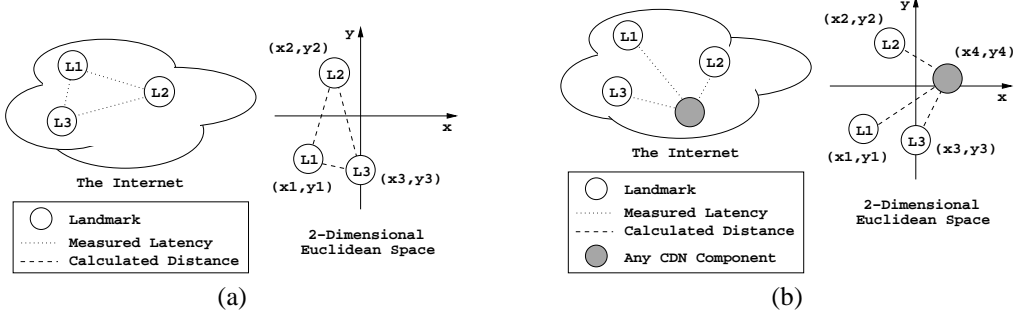 L1
L2
L3
The Internet
Landmark
Measured Latency
Calculated Distance
y
(x2,y2)
L2
x
L1
L3
(x1,y1)
(x3,y3)
2-Dimensional
Euclidean Space
(a)
L1
L2
L3
The Internet
Landmark
Measured Latency
Calculated Distance
Any CDN Component
y
(x2,y2)
L2
(x4,y4)
x
L1
L3
(x1,y1)
(x3,y3)
2-Dimensional
Euclidean Space
(b)